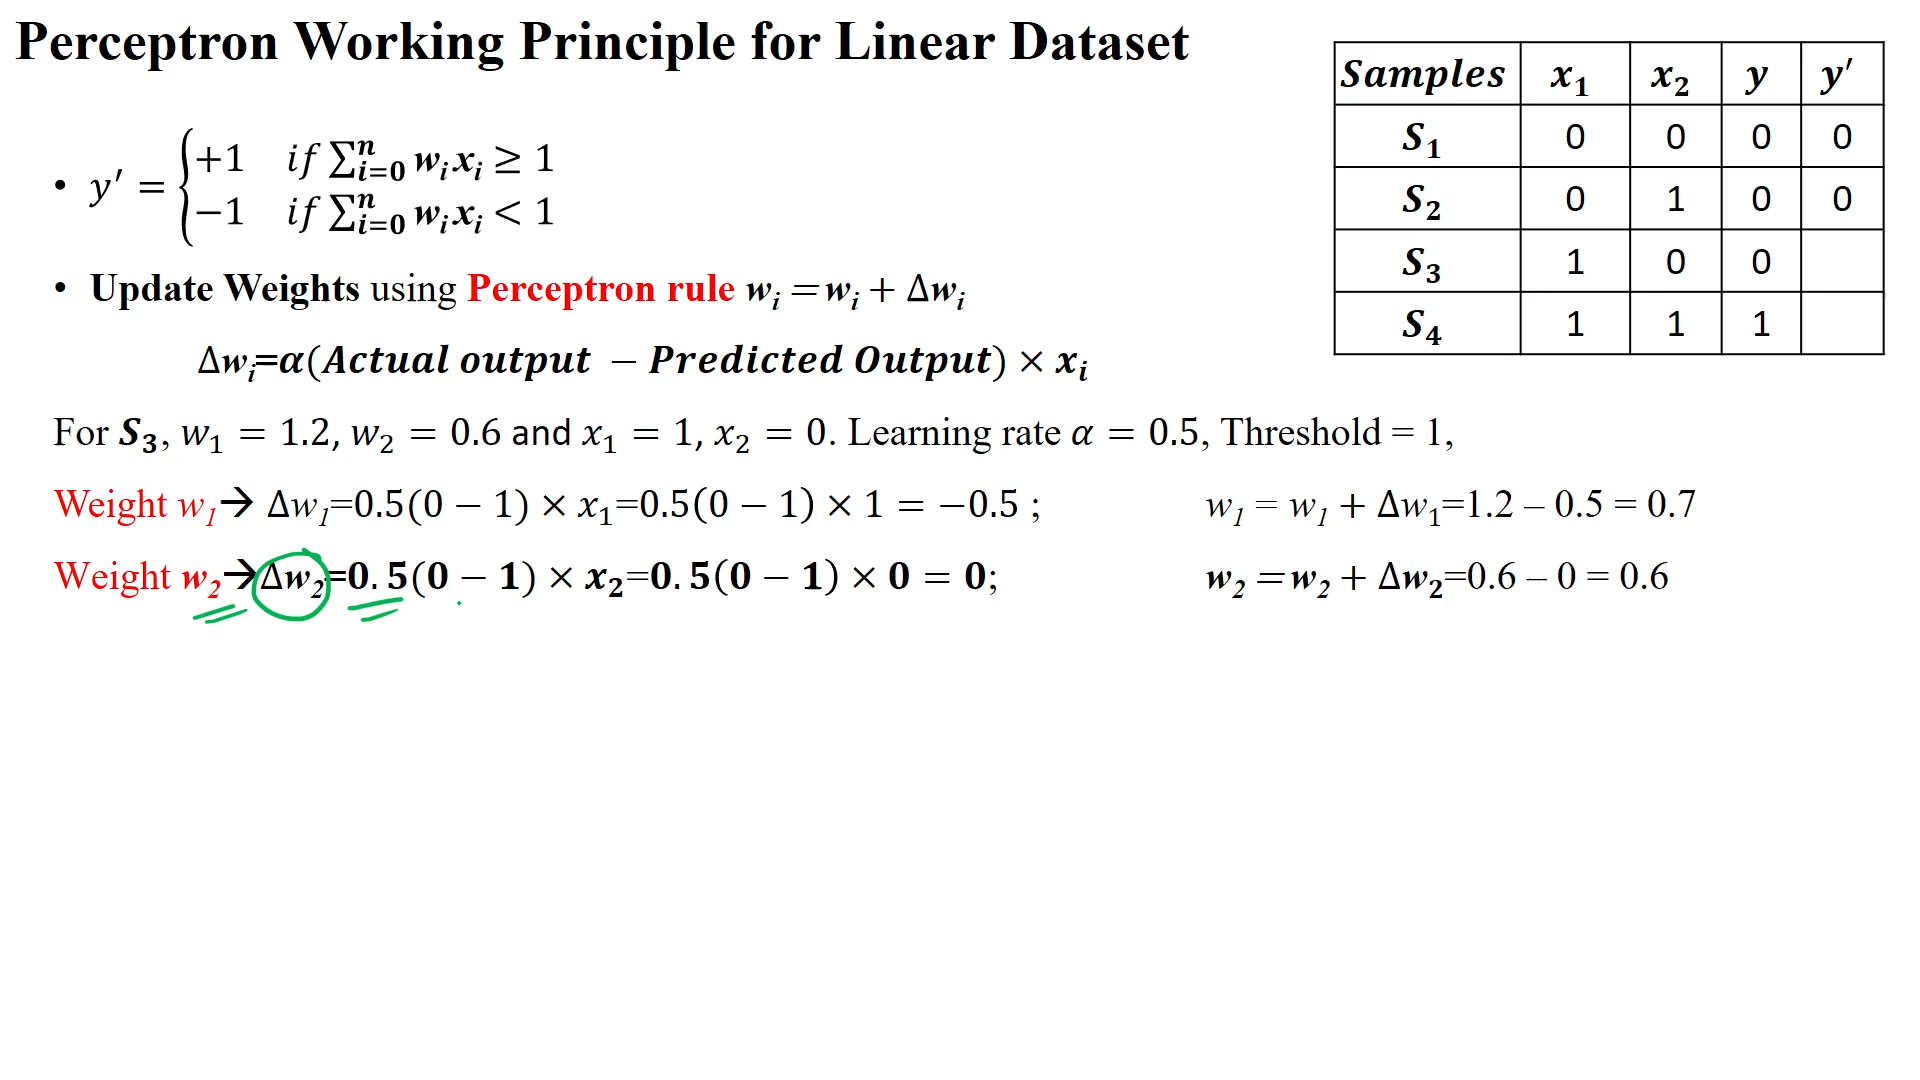 Perceptron Working Principle for Linear Dataset
Samples x₁ x₂ y y′
S₁ 0 0 0 0
S₂ 0 1 0 0
S₃ 1 0 0
S₄ 1 1 1
• y′ = { +1 if ∑ⁿᵢ₌₀ wᵢxᵢ ≥ 1
−1 if ∑ⁿᵢ₌₀ wᵢxᵢ < 1
• Update Weights using Perceptron rule wᵢ = wᵢ + Δwᵢ
Δwᵢ=α(Actual output − Predicted Output) × xᵢ
For S₃, w₁ = 1.2, w₂ = 0.6 and x₁ = 1, x₂ = 0. Learning rate α = 0.5, Threshold = 1,
Weight w₁→ Δw₁=0.5(0 − 1) × x₁=0.5(0 − 1) × 1 = −0.5 ; w₁ = w₁ + Δw₁=1.2 – 0.5 = 0.7
Weight w₂→Δw₂=0.5(0 − 1) × x₂=0.5(0 − 1) × 0 = 0; w₂ = w₂ + Δw₂=0.6 – 0 = 0.6